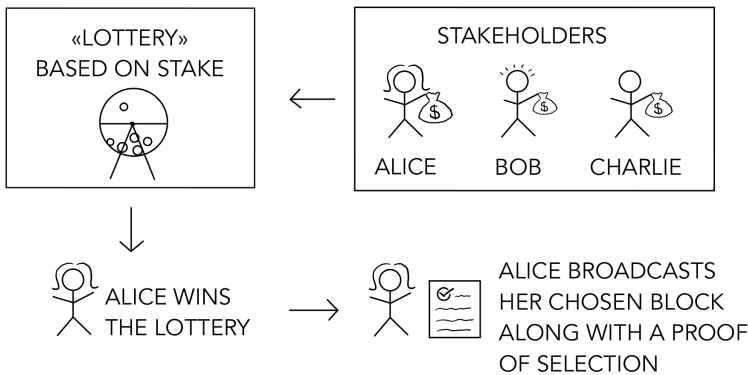 «LOTTERY»
BASED ON STAKE
STAKEHOLDERS
$
$
$
ALICE
BOB
CHARLIE
ALICE WINS
THE LOTTERY
ALICE BROADCASTS
HER CHOSEN BLOCK
ALONG WITH A PROOF
OF SELECTION